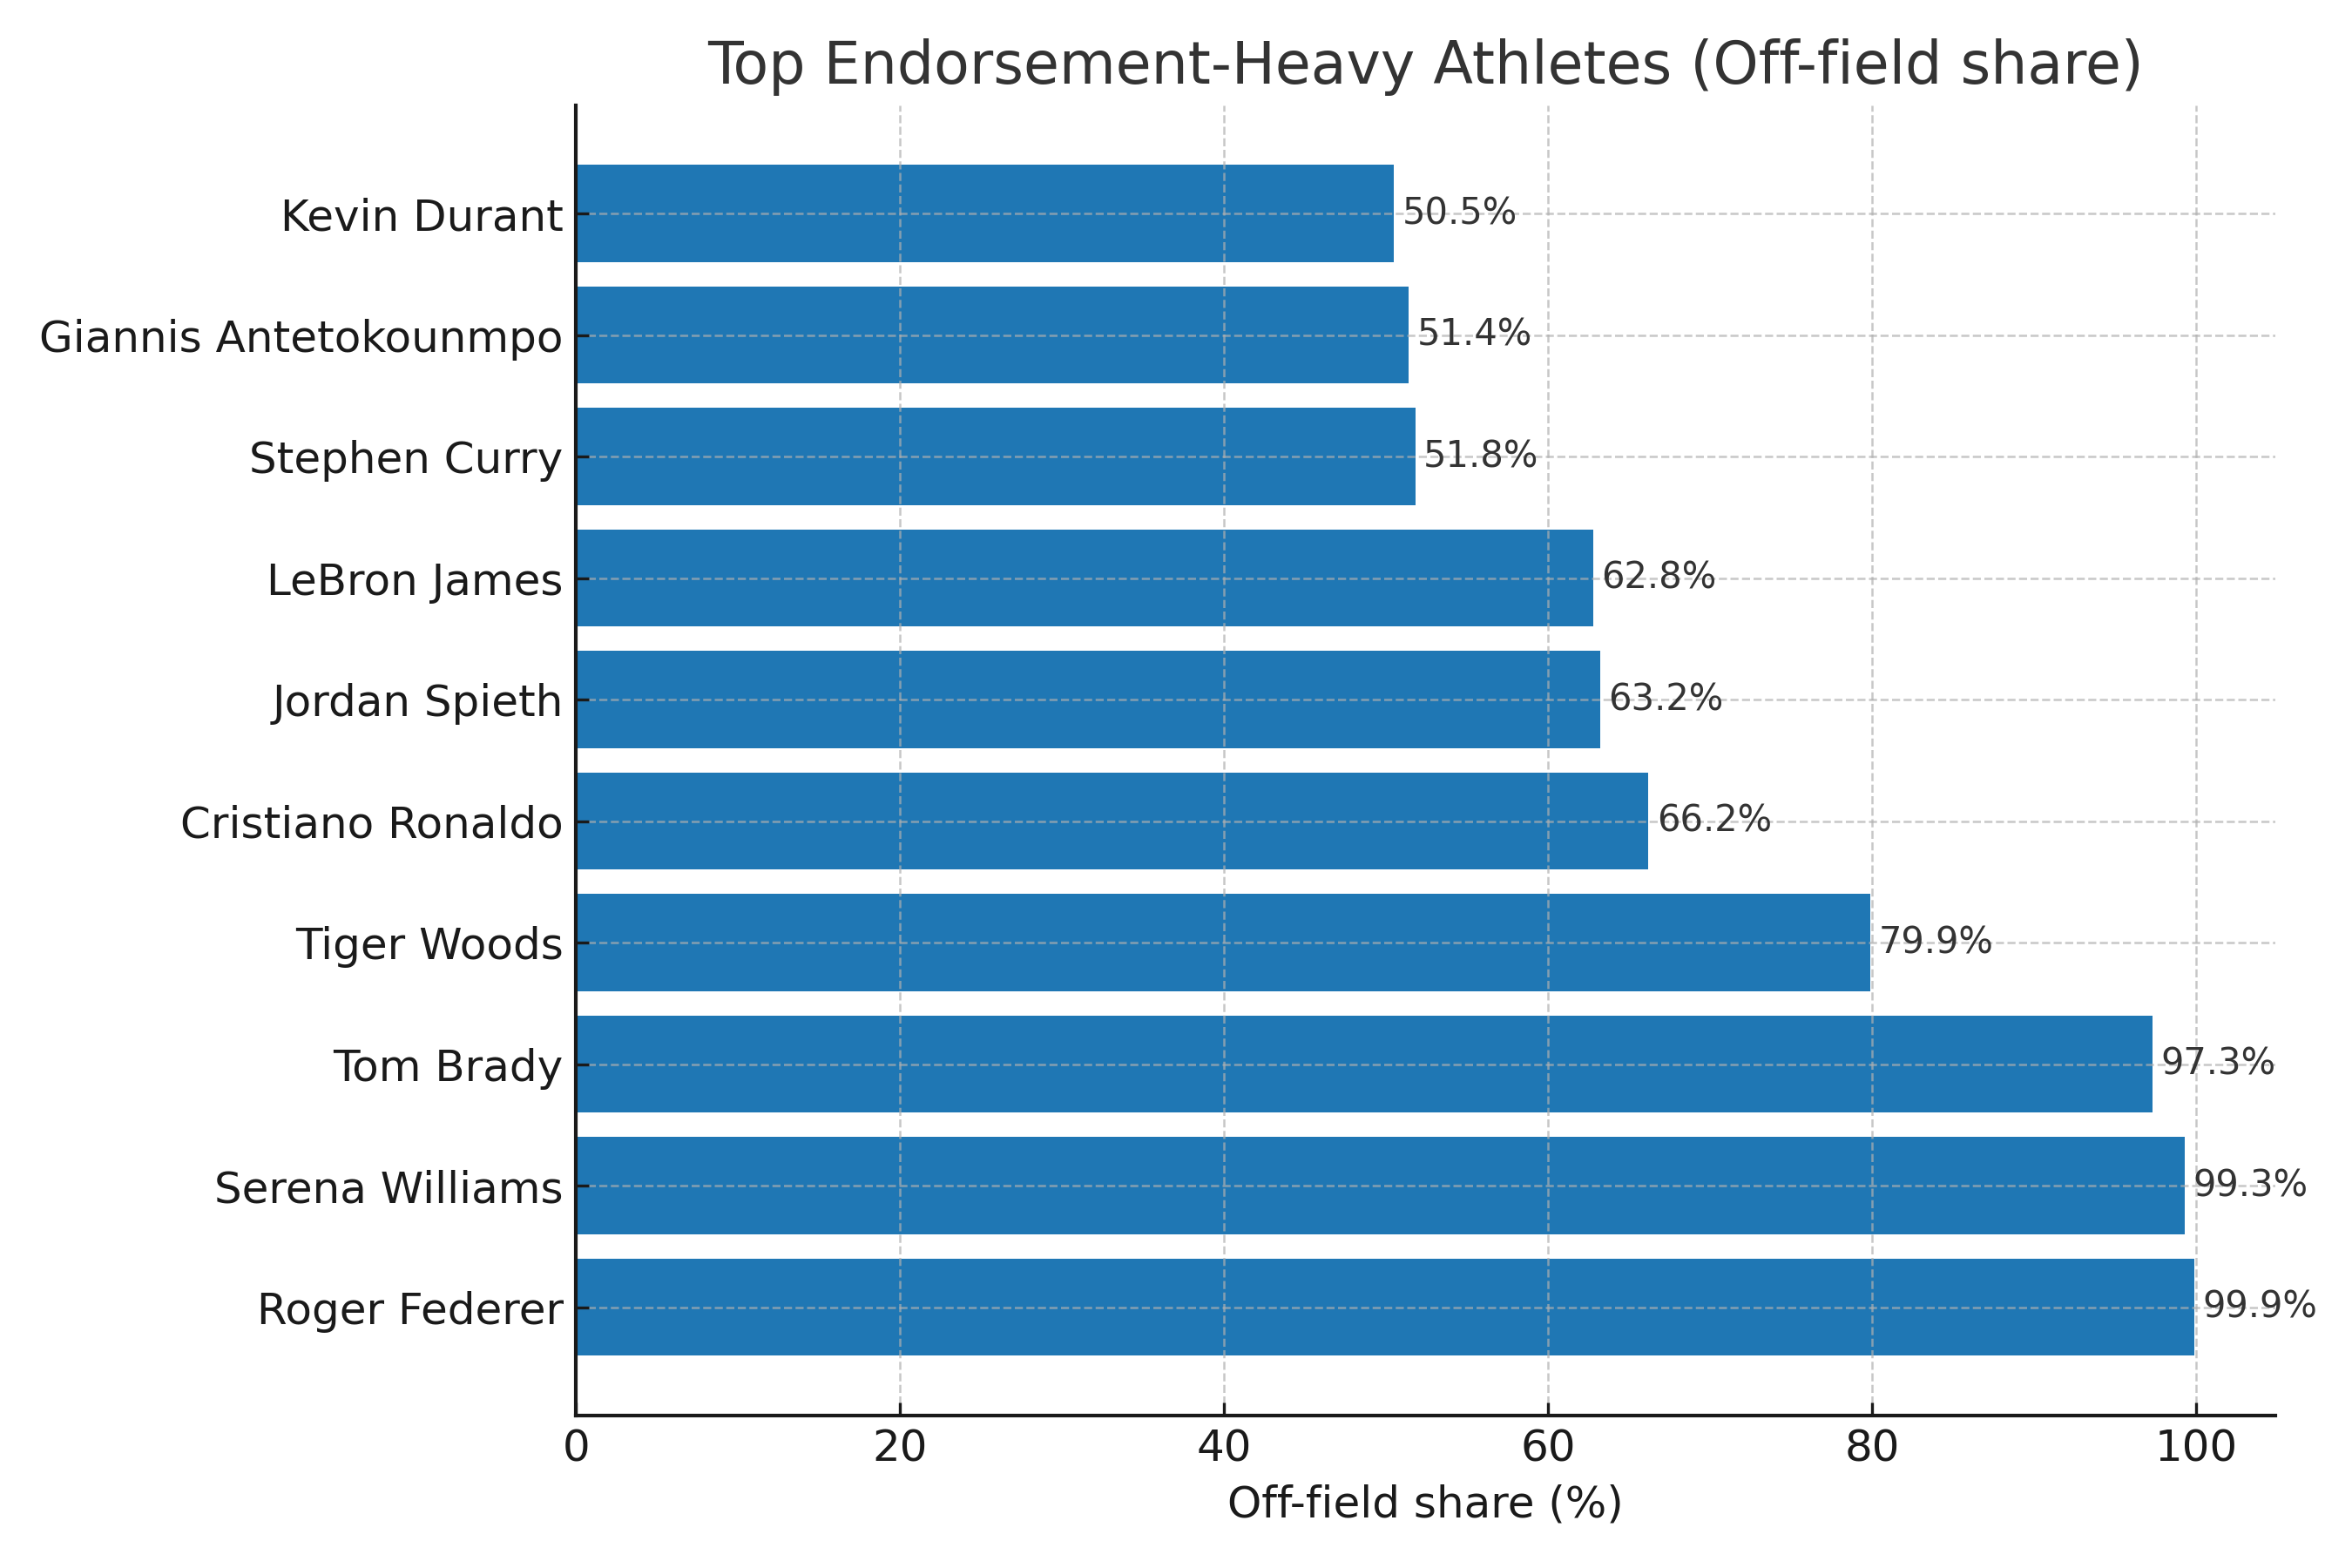 Top Endorsement-Heavy Athletes (Off-field share)
Kevin Durant 50.5%
Giannis Antetokounmpo 51.4%
Stephen Curry 51.8%
LeBron James 62.8%
Jordan Spieth 63.2%
Cristiano Ronaldo 66.2%
Tiger Woods 79.9%
Tom Brady 97.3%
Serena Williams 99.3%
Roger Federer 99.9%
0 20 40 60 80 100
Off-field share (%)